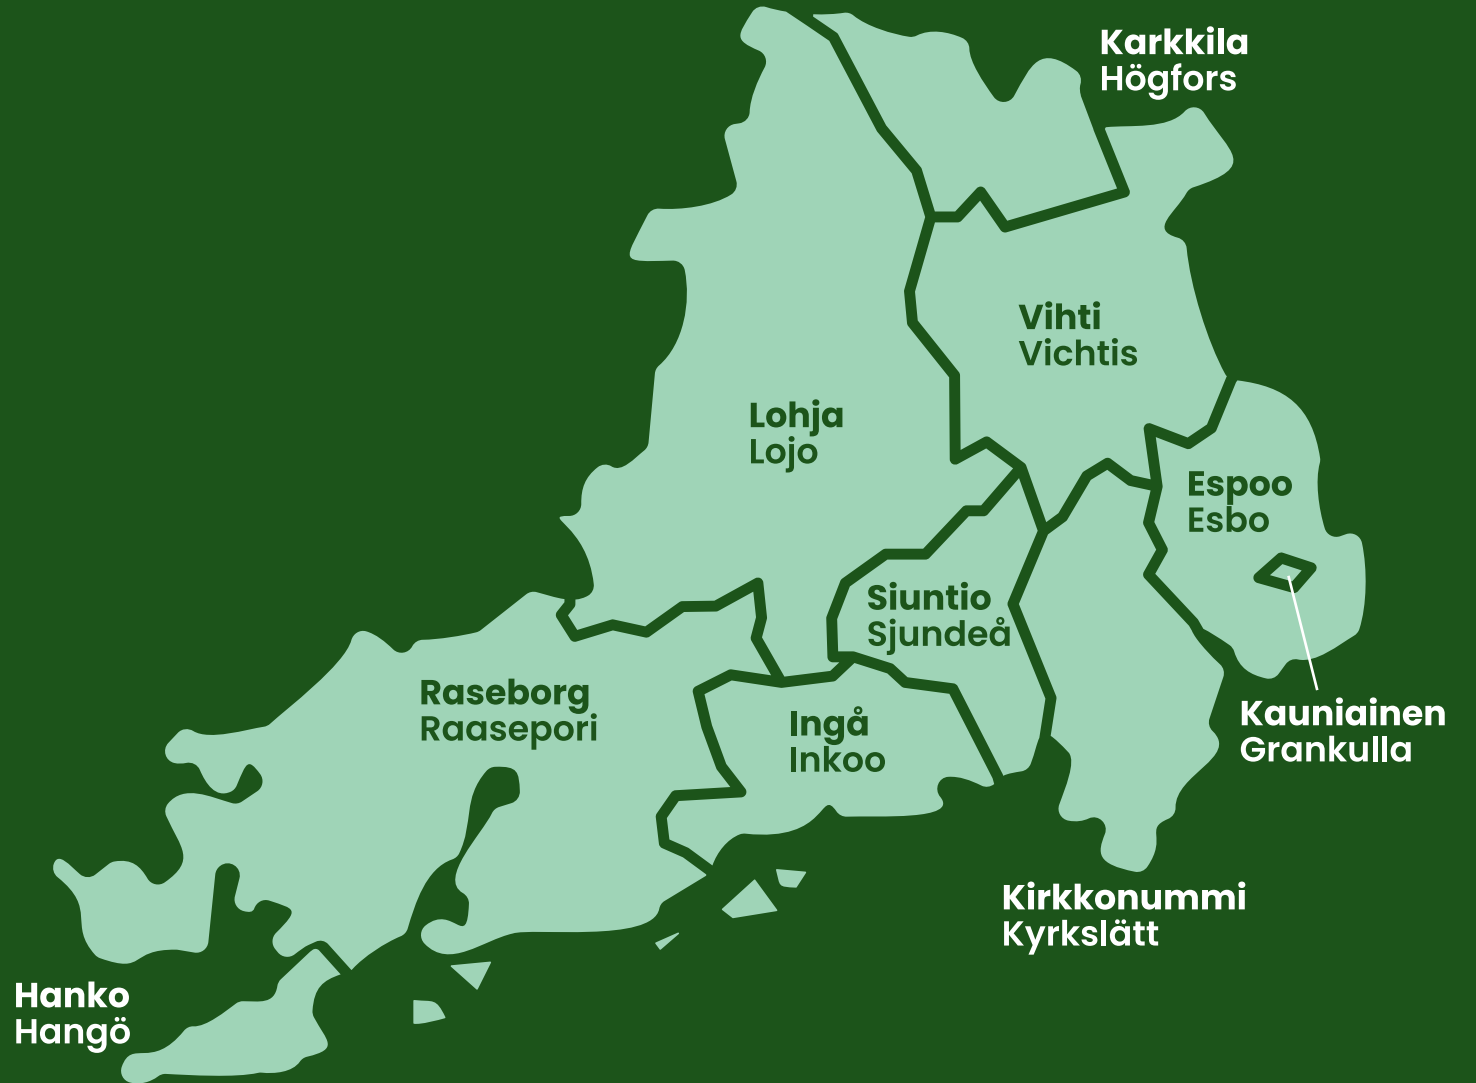 Karkkila
Högfors
Vihti
Vichtis
Lohja
Lojo
Espoo
Esbo
Siuntio
Sjundeå
Raseborg
Raasepori
Ingå
Inkoo
Kauniainen
Grankulla
Kirkkonummi
Kyrkslätt
Hanko
Hangö